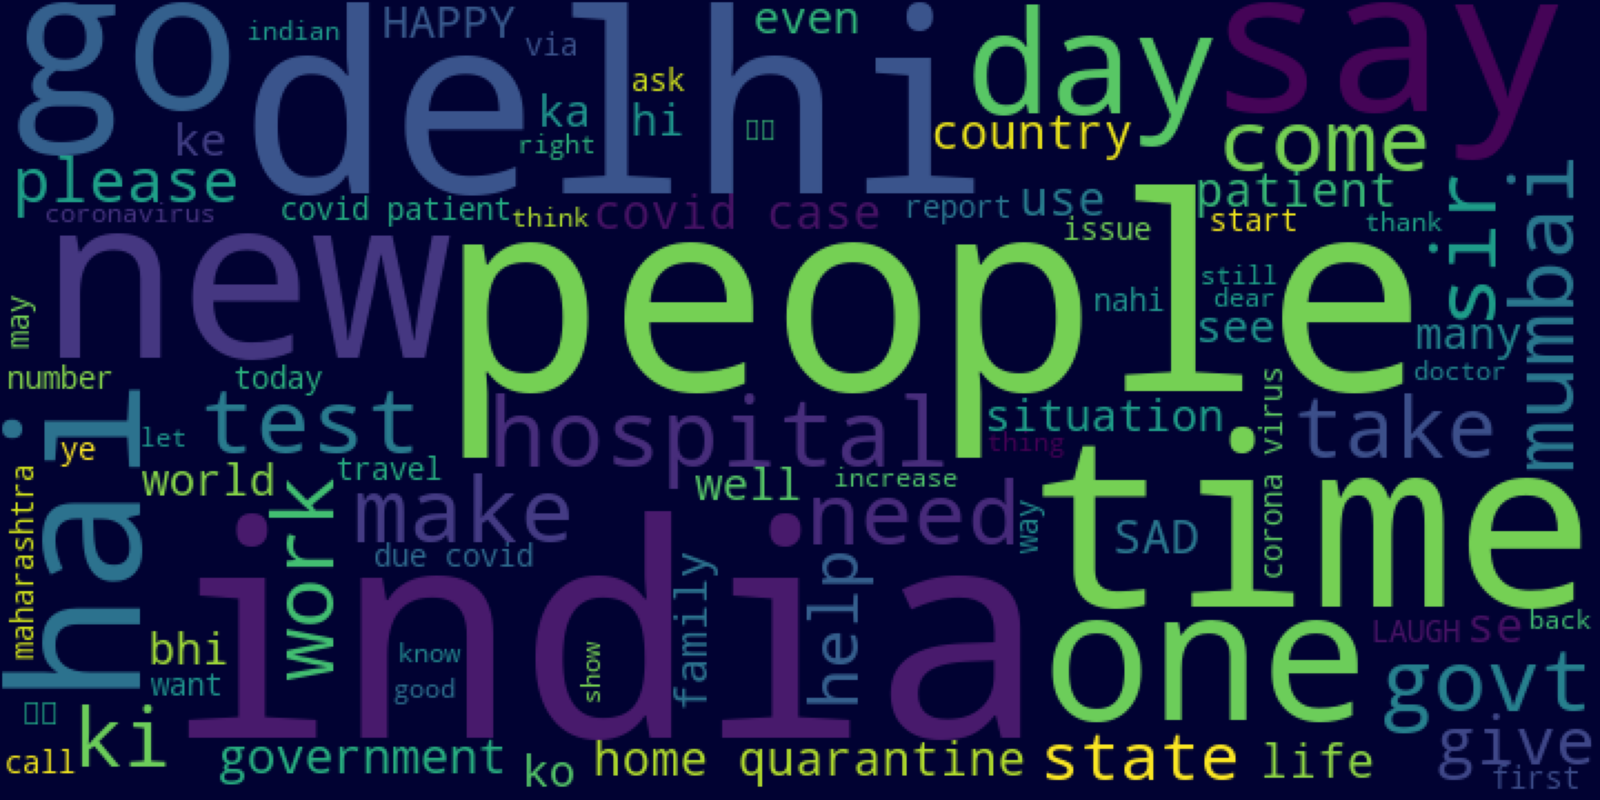 go
delhi
day
say
indian
HAPPY
via
even
ask
ka
hi
right
ke
country
come
please
patient
coronavirus
covid patient
think
covid case
report
use
issue
start
thank
sir
mumbai
new
people
nahi
still
dear
see
many
doctor
may
number
today
hai
ye
let
test
hospital
situation
thing
corona virus
take
world
travel
maharashtra
work
make
well
increase
need
way
SAD
time
due covid
india
family
help
one
LAUGH
se
back
bhi
want
know
good
show
govt
ki
call
government
ko
home
quarantine
state
life
give
first